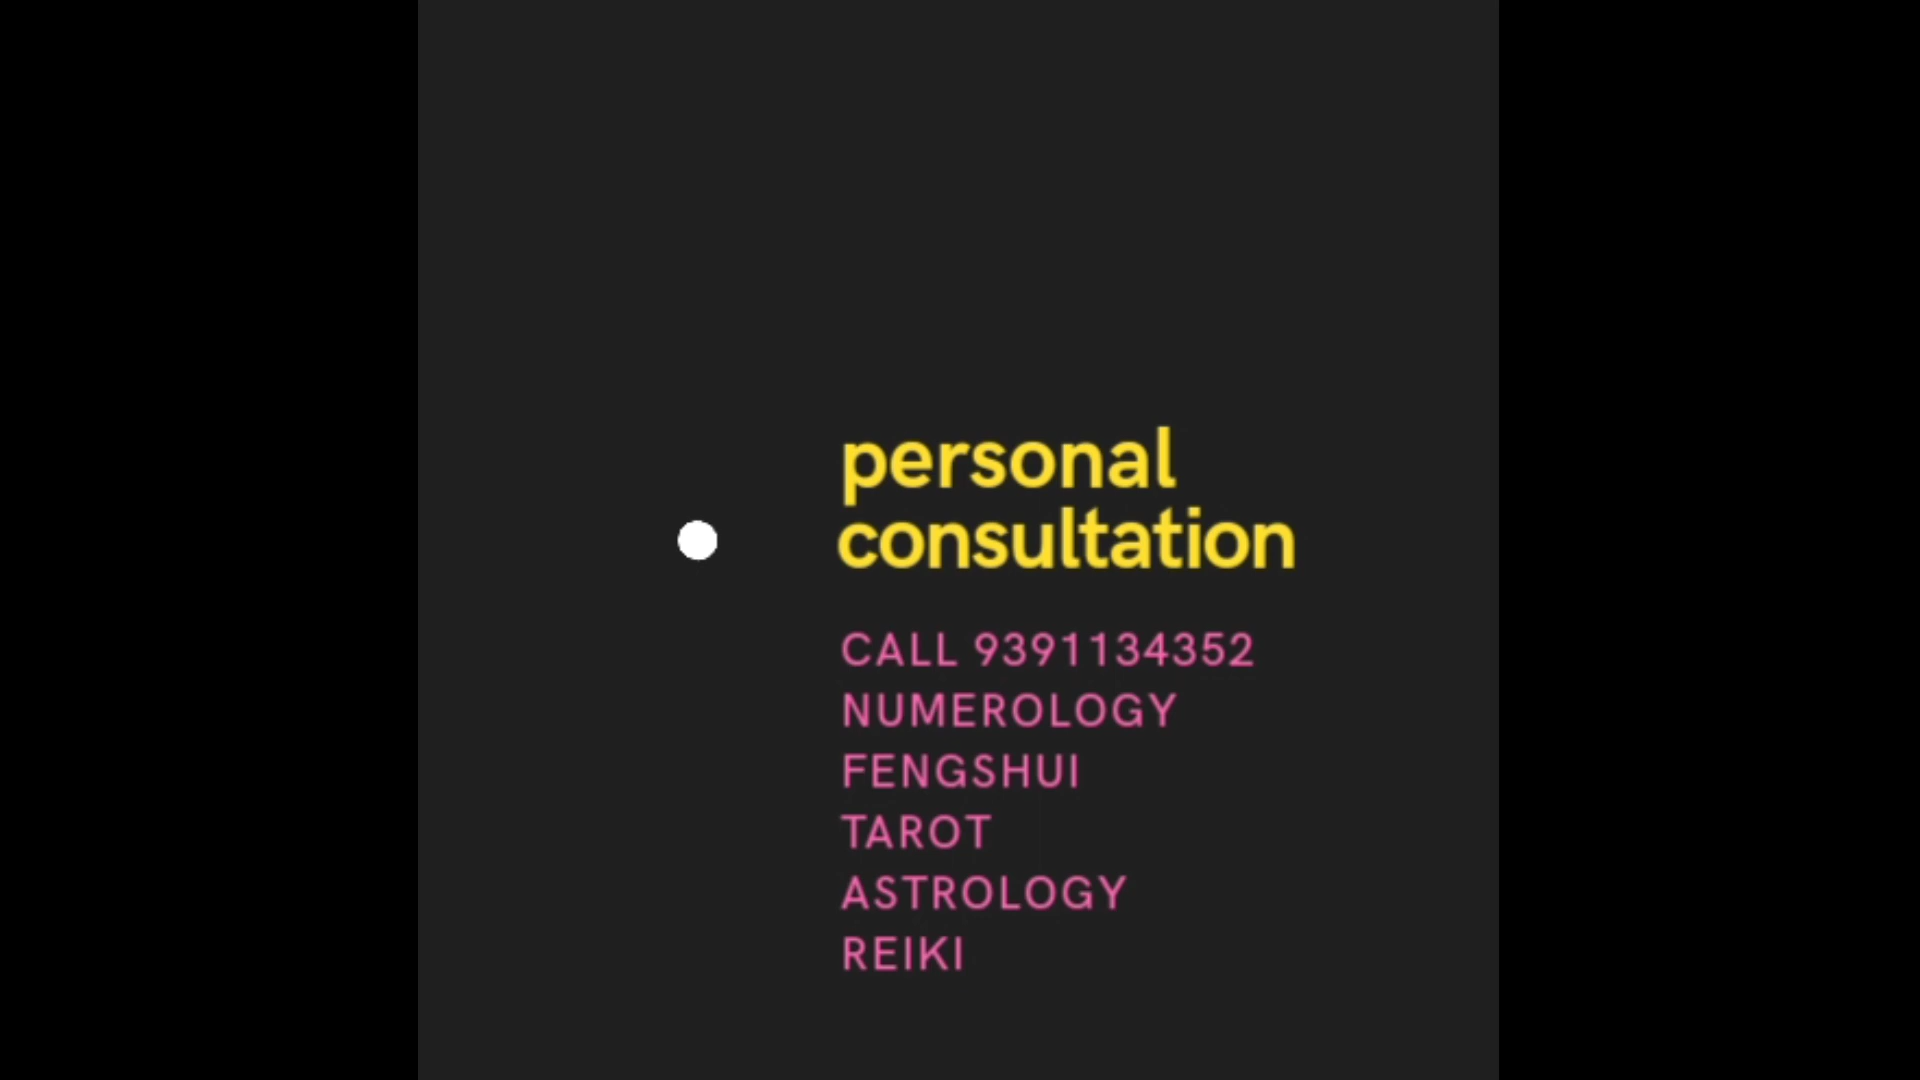 personal
consultation
CALL 9391134352
NUMEROLOGY
FENGSHUI
TAROT
ASTROLOGY
REIKI